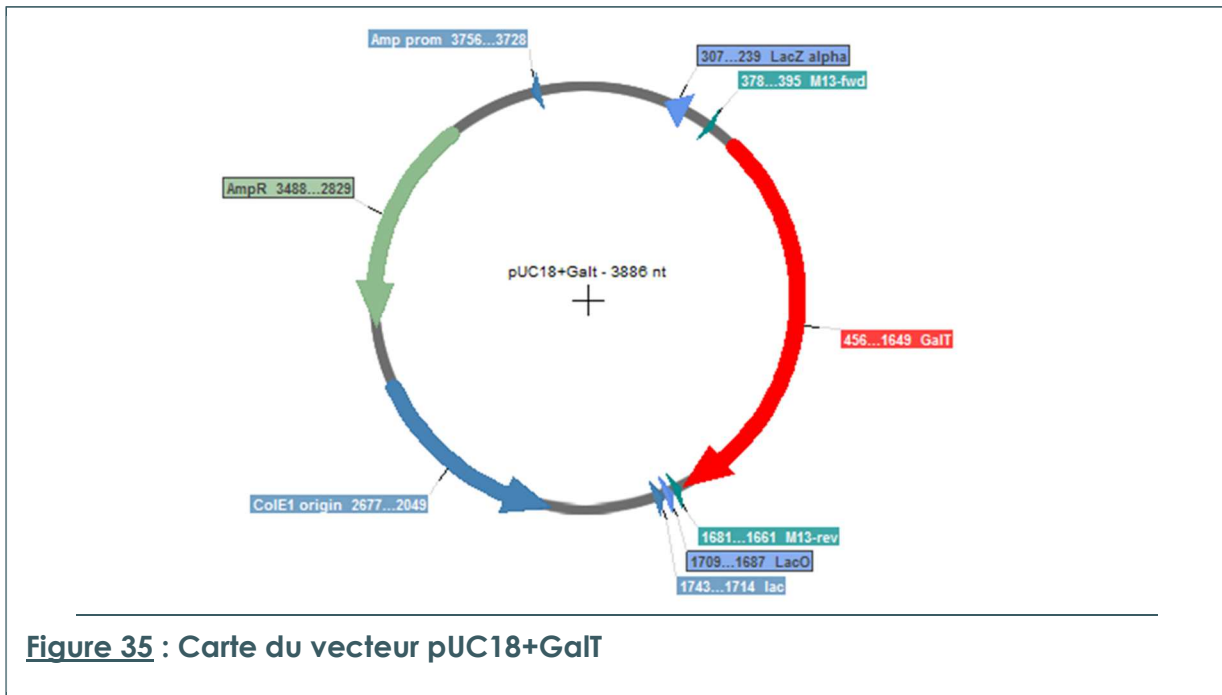 Amp prom 3756...3728
307...239 LacZ alpha
378...395 M13-fwd
AmpR 3488...2829
pUC18+Galt - 3886 nt
456...1649 GalT
ColE1 origin 2677...2049
1681...1661 M13-rev
1709...1687 LacO
1743...1714 lac
Figure 35 : Carte du vecteur pUC18+GalT